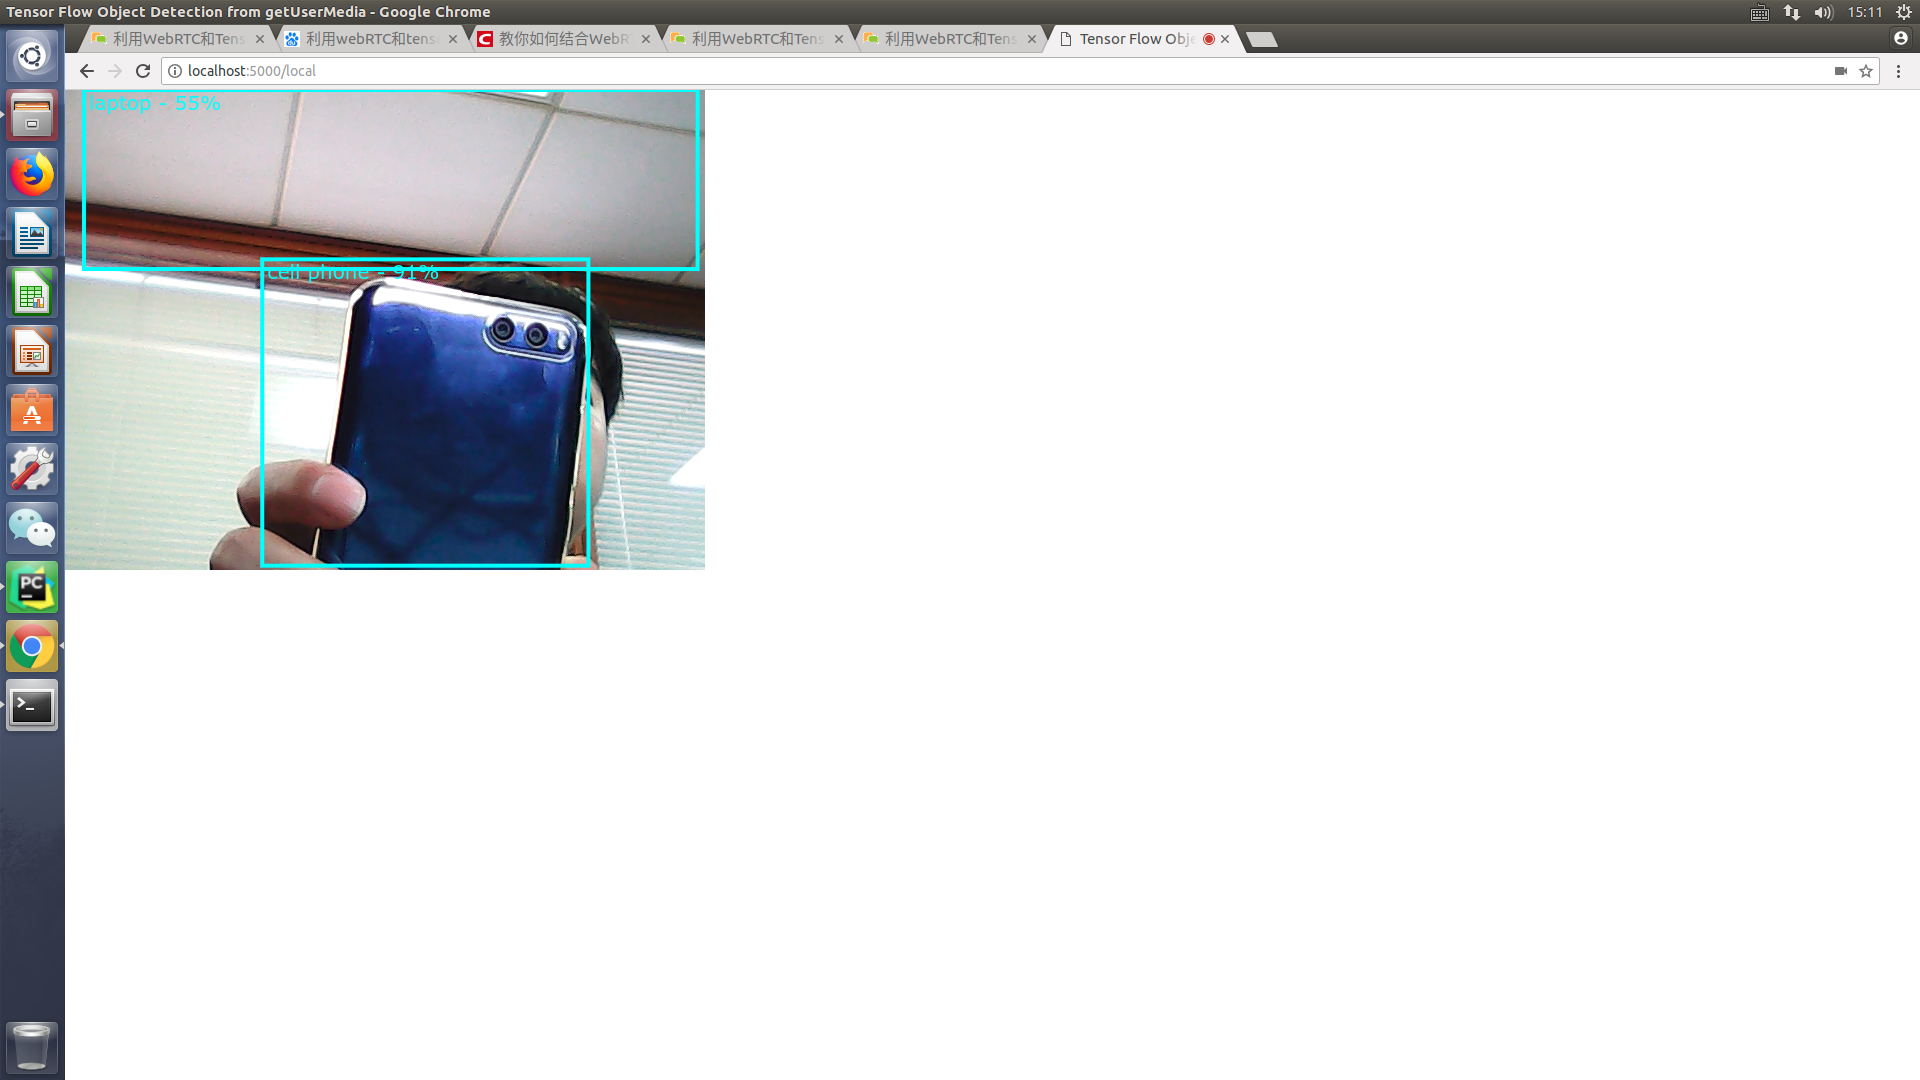 Tensor Flow Object Detection from getUserMedia - Google Chrome
15:11
利用WebRTC和Tens
利用webRTC和tens
教你如何结合WebR
利用WebRTC和Tens
利用WebRTC和Tens
Tensor Flow Obj
localhost:5000/local
laptop - 55%
cell phone - 91%
PC